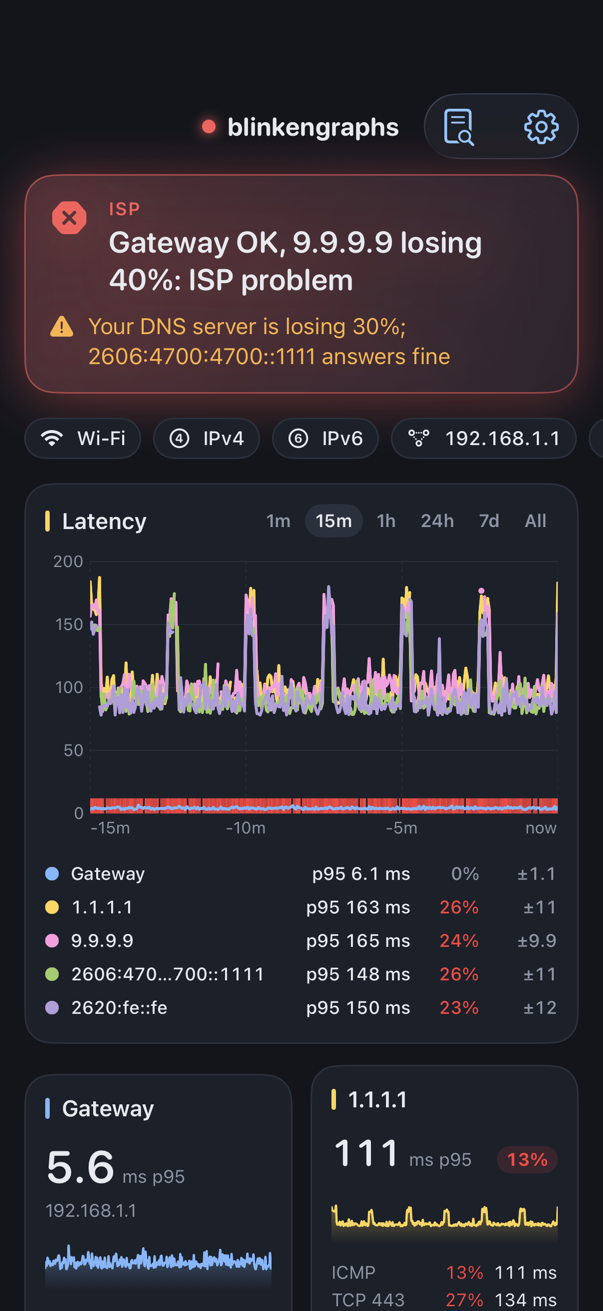 blinkengraphs
ISP
Gateway OK, 9.9.9.9 losing
40%: ISP problem
Your DNS server is losing 30%;
2606:4700:4700::1111 answers fine
Wi-Fi
4 IPv4
6 IPv6
192.168.1.1
Latency 1m 15m 1h 24h 7d All
200
150
100
50
0
-15m -10m -5m now
Gateway p95 6.1 ms 0% ±1.1
1.1.1.1 p95 163 ms 26% ±11
9.9.9.9 p95 165 ms 24% ±9.9
2606:470...700::1111 p95 148 ms 26% ±11
2620:fe::fe p95 150 ms 23% ±12
Gateway
5.6 ms p95
192.168.1.1
1.1.1.1
111 ms p95 13%
ICMP 13% 111 ms
TCP 443 27% 134 ms